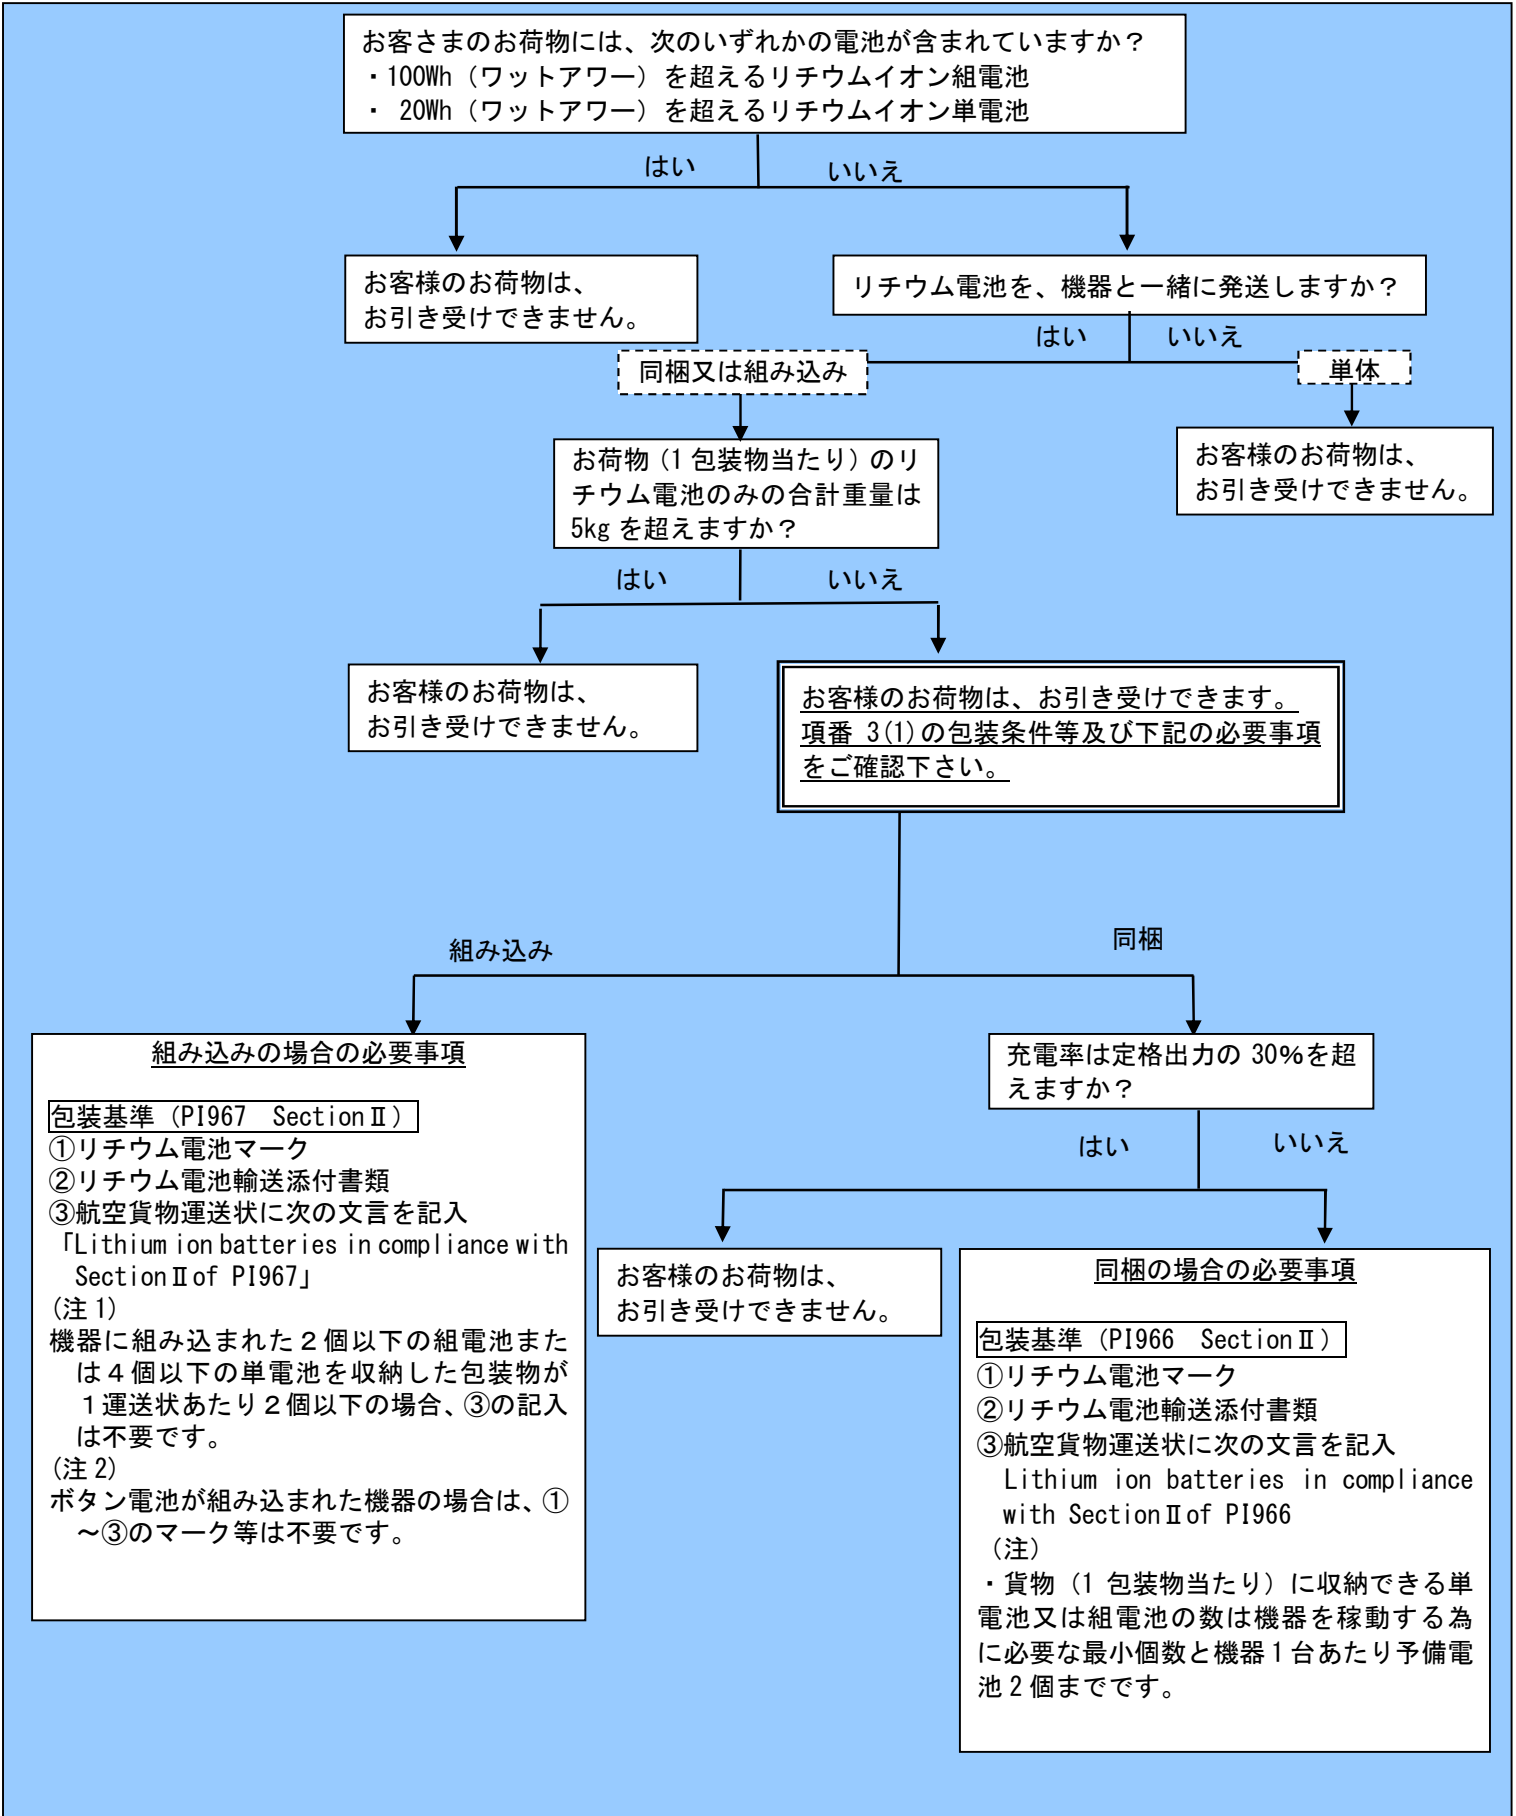 お客さまのお荷物には、次のいずれかの電池が含まれていますか？
・100Wh（ワットアワー）を超えるリチウムイオン組電池
・ 20Wh（ワットアワー）を超えるリチウムイオン単電池
はい
いいえ
お客様のお荷物は、
お引き受けできません。
リチウム電池を、機器と一緒に発送しますか？
はい
いいえ
同梱又は組み込み
単体
お荷物（1 包装物当たり）のリ
チウム電池のみの合計重量は
5kg を超えますか？
お客様のお荷物は、
お引き受けできません。
はい
いいえ
お客様のお荷物は、
お引き受けできません。
お客様のお荷物は、お引き受けできます。
項番 3(1)の包装条件等及び下記の必要事項
をご確認下さい。
組み込み
同梱
組み込みの場合の必要事項
包装基準（PI967　SectionⅡ）
①リチウム電池マーク
②リチウム電池輸送添付書類
③航空貨物運送状に次の文言を記入
「Lithium ion batteries in compliance with
SectionⅡof PI967」
(注 1)
機器に組み込まれた２個以下の組電池また
は４個以下の単電池を収納した包装物が
１運送状あたり２個以下の場合、③の記入
は不要です。
(注 2)
ボタン電池が組み込まれた機器の場合は、①
～③のマーク等は不要です。
充電率は定格出力の 30%を超
えますか？
はい
いいえ
お客様のお荷物は、
お引き受けできません。
同梱の場合の必要事項
包装基準（PI966　SectionⅡ）
①リチウム電池マーク
②リチウム電池輸送添付書類
③航空貨物運送状に次の文言を記入
Lithium ion batteries in compliance
with SectionⅡof PI966
（注）
・貨物（1 包装物当たり）に収納できる単
電池又は組電池の数は機器を稼動する為
に必要な最小個数と機器１台あたり予備電
池２個までです。